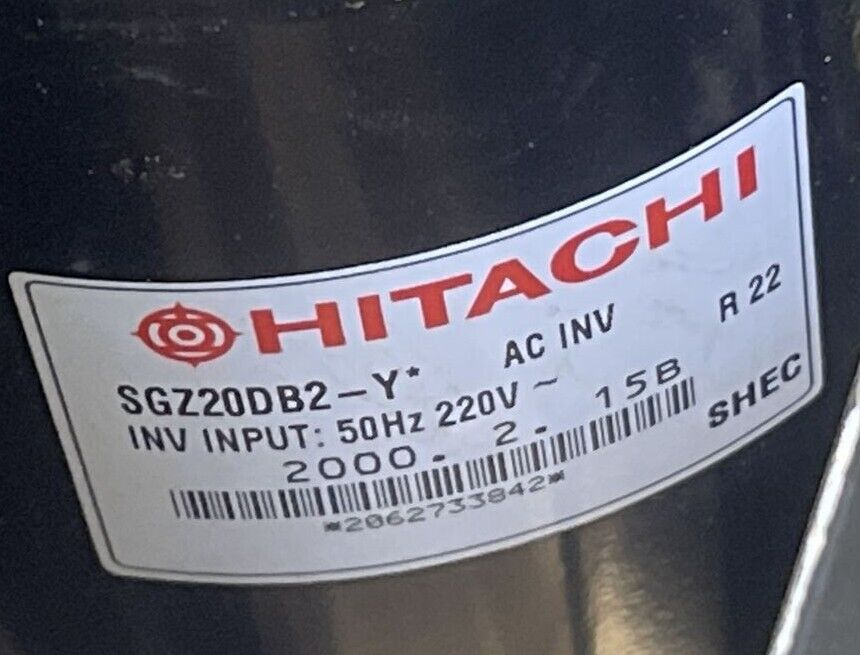 HITACHI
SGZ20DB2-Y* AC INV R 22
INV INPUT: 50Hz 220V ~
2000. 2. 15B
SHEC
*2062733842*